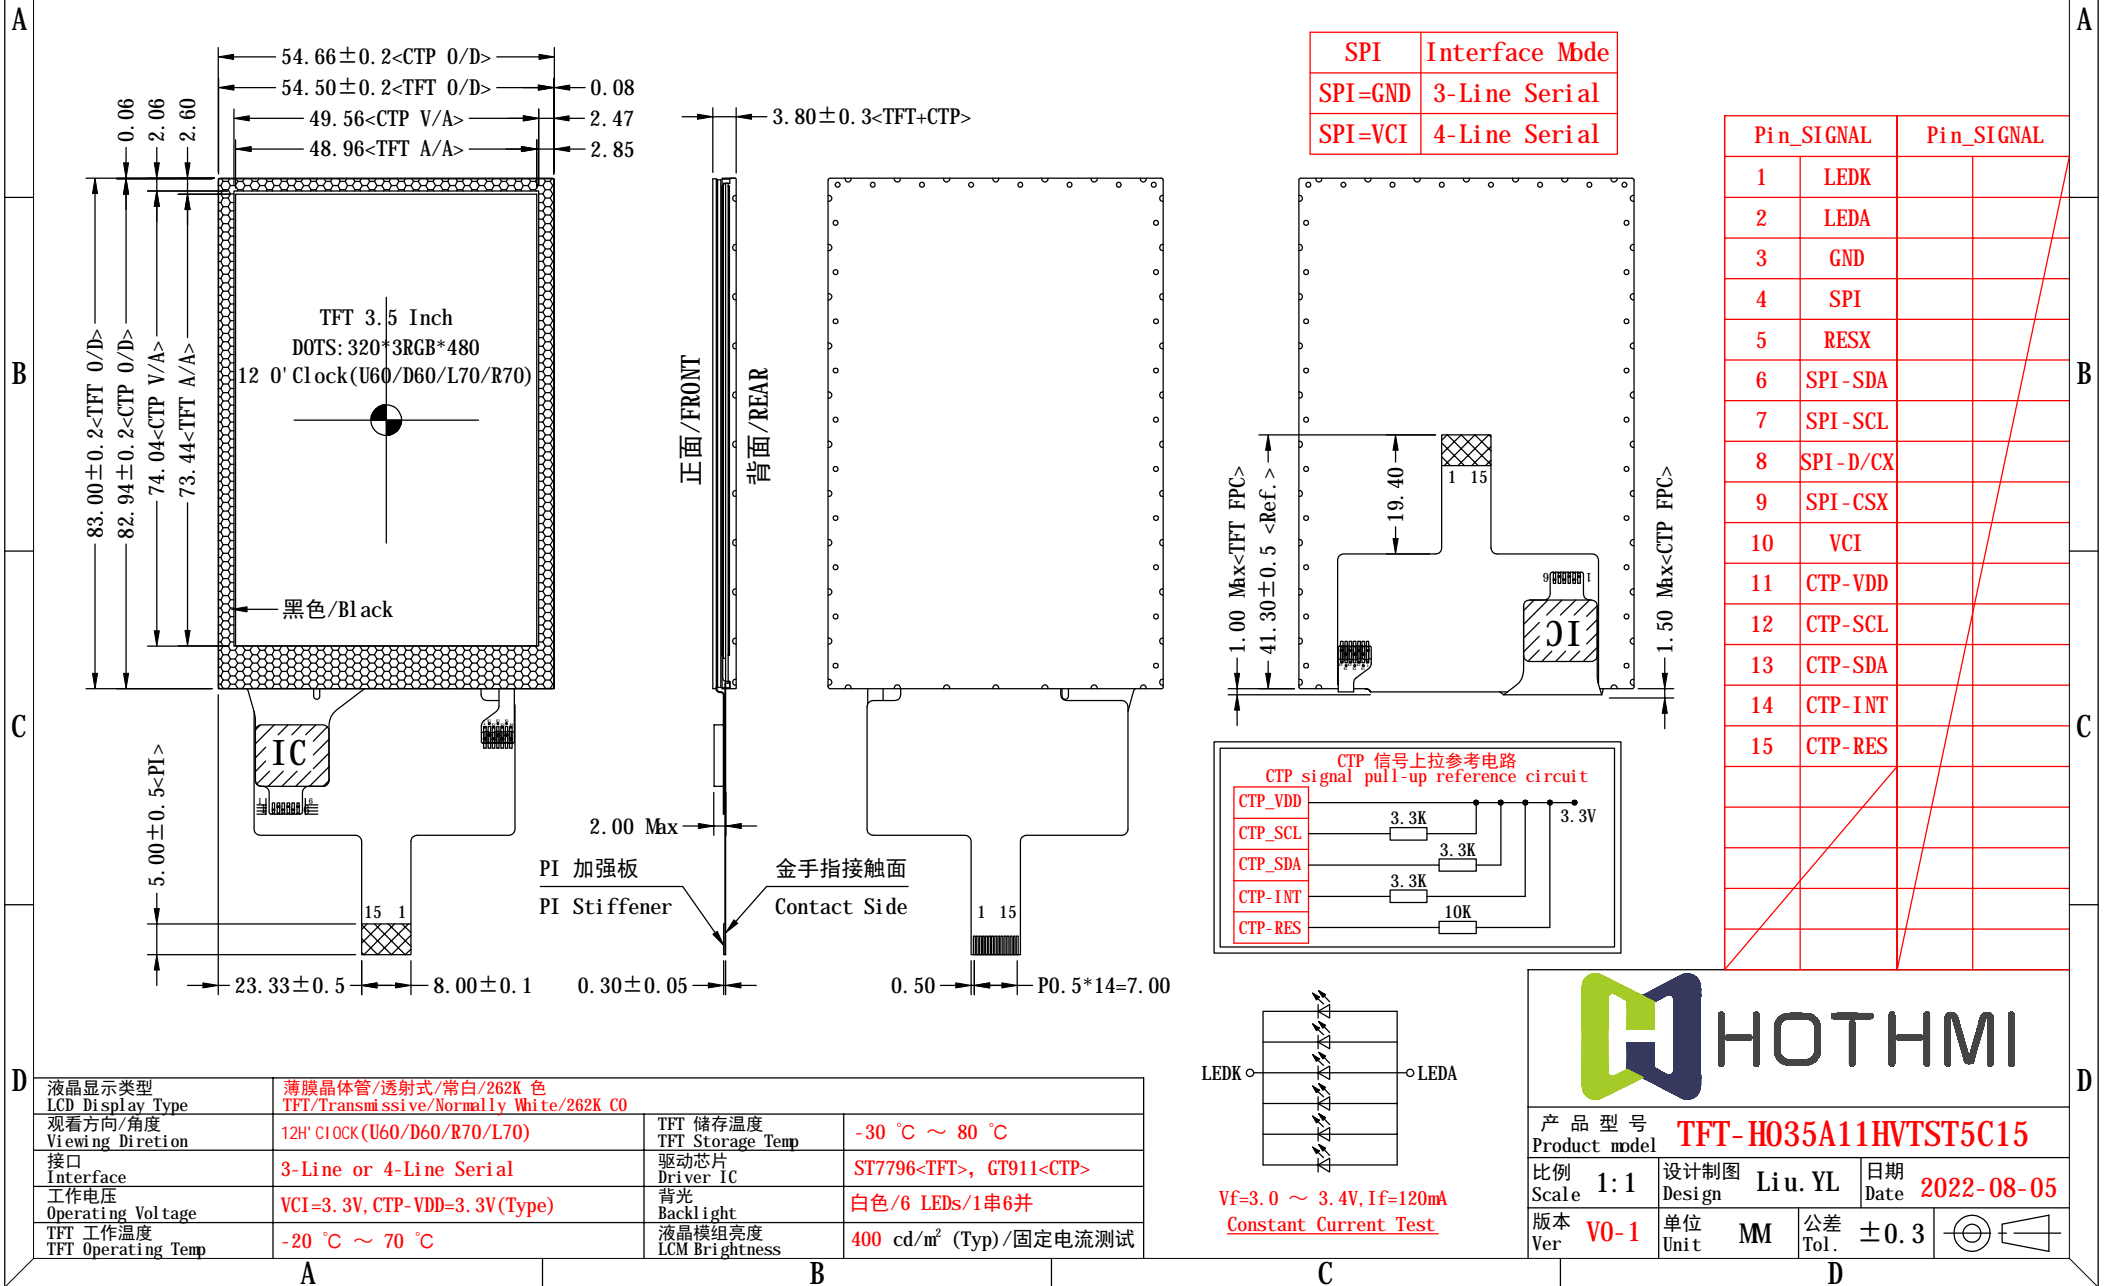 A
A
54.66±0.2<CTP O/D>
54.50±0.2<TFT O/D>
0.08
49.56<CTP V/A>
2.47
48.96<TFT A/A>
2.85
0.06
2.06
2.60
3.80±0.3<TFT+CTP>
SPI Interface Mode
SPI=GND 3-Line Serial
SPI=VCI 4-Line Serial
Pin_SIGNAL Pin_SIGNAL
1 LEDK
2 LEDA
3 GND
4 SPI
5 RESX
6 SPI-SDA
7 SPI-SCL
8 SPI-D/CX
9 SPI-CSX
10 VCI
11 CTP-VDD
12 CTP-SCL
13 CTP-SDA
14 CTP-INT
15 CTP-RES
TFT 3.5 Inch
DOTS:320*3RGB*480
12 O'Clock(U60/D60/L70/R70)
83.00±0.2<TFT O/D>
82.94±0.2<CTP O/D>
74.04<CTP V/A>
73.44<TFT A/A>
黑色/Black
正面/FRONT
背面/REAR
B
B
1 15
19.40
41.30±0.5 <Ref.>
1.00 Max<TFT FPC>
1.50 Max<CTP FPC>
6 1
IC
C
C
IC
1 6
5.00±0.5<PI>
15 1
23.33±0.5
8.00±0.1
2.00 Max
PI 加强板
PI Stiffener
金手指接触面
Contact Side
0.30±0.05
1 15
0.50
P0.5*14=7.00
CTP 信号上拉参考电路
CTP signal pull-up reference circuit
CTP_VDD
3.3V
CTP_SCL 3.3K
CTP_SDA 3.3K
CTP-INT 3.3K
CTP-RES 10K
LEDK
LEDA
Vf=3.0 ～ 3.4V,If=120mA
Constant Current Test
D
D
液晶显示类型
LCD Display Type
薄膜晶体管/透射式/常白/262K 色
TFT/Transmissive/Normally White/262K CO
观看方向/角度
Viewing Diretion
12H'ClOCK(U60/D60/R70/L70)
TFT 储存温度
TFT Storage Temp
-30 ℃ ～ 80 ℃
接口
Interface
3-Line or 4-Line Serial
驱动芯片
Driver IC
ST7796<TFT>, GT911<CTP>
工作电压
Operating Voltage
VCI=3.3V,CTP-VDD=3.3V(Type)
背光
Backlight
白色/6 LEDs/1串6并
TFT 工作温度
TFT Operating Temp
-20 ℃ ～ 70 ℃
液晶模组亮度
LCM Brightness
400 cd/m² (Typ)/固定电流测试
HOTHMI
产 品 型 号
Product model
TFT-H035A11HVTST5C15
比例
Scale
1:1
设计制图
Design
Liu.YL
日期
Date
2022-08-05
版本
Ver
V0-1
单位
Unit
MM
公差
Tol.
±0.3
A
B
C
D